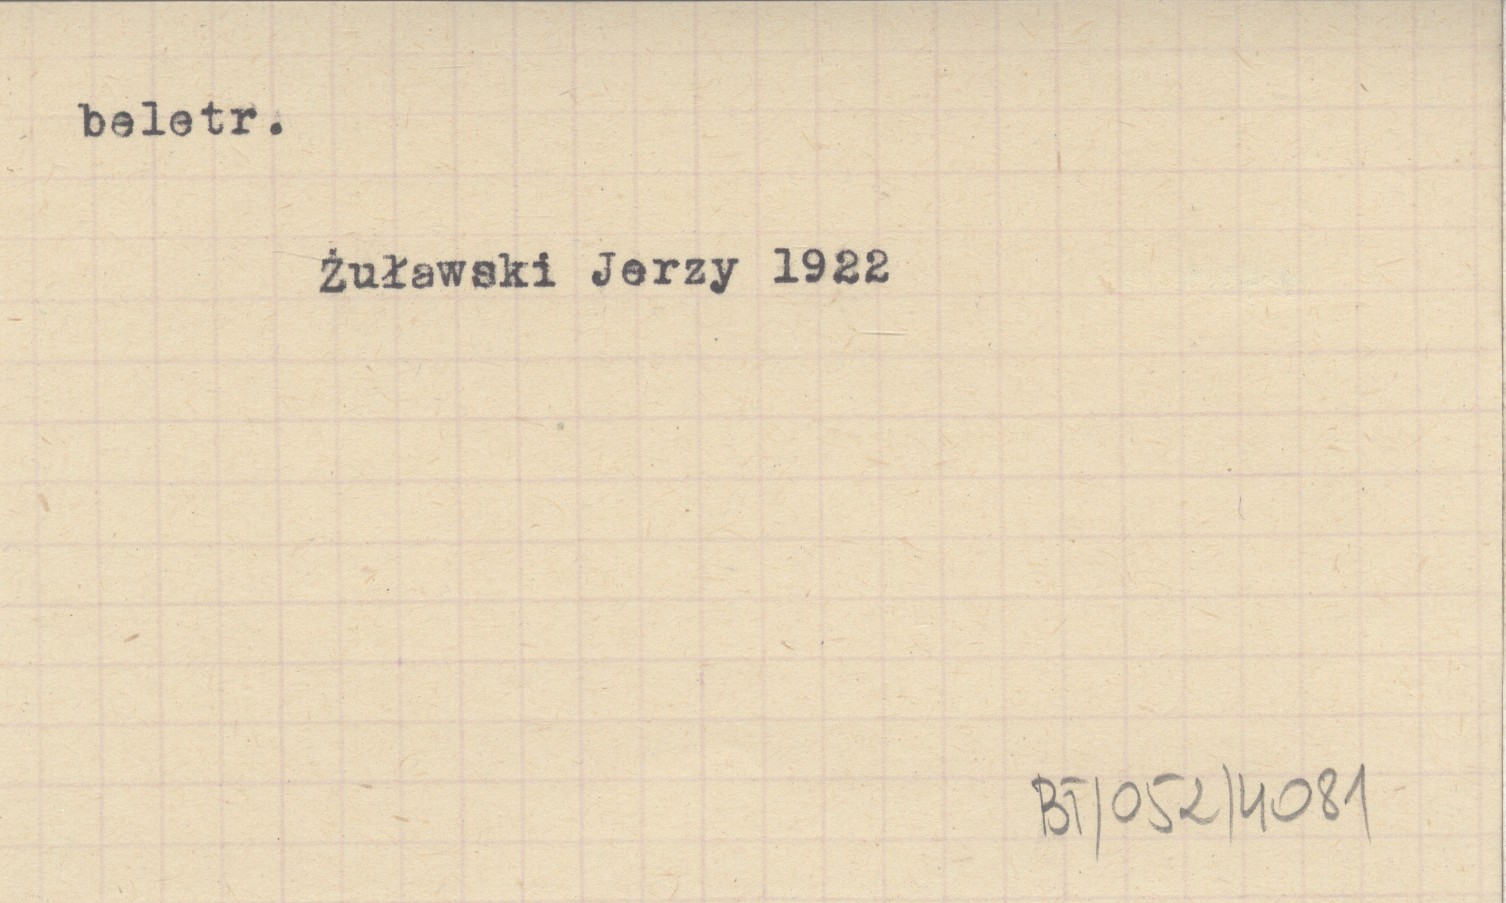 beletr.
Żuławski Jerzy 1922
BT/052/4081